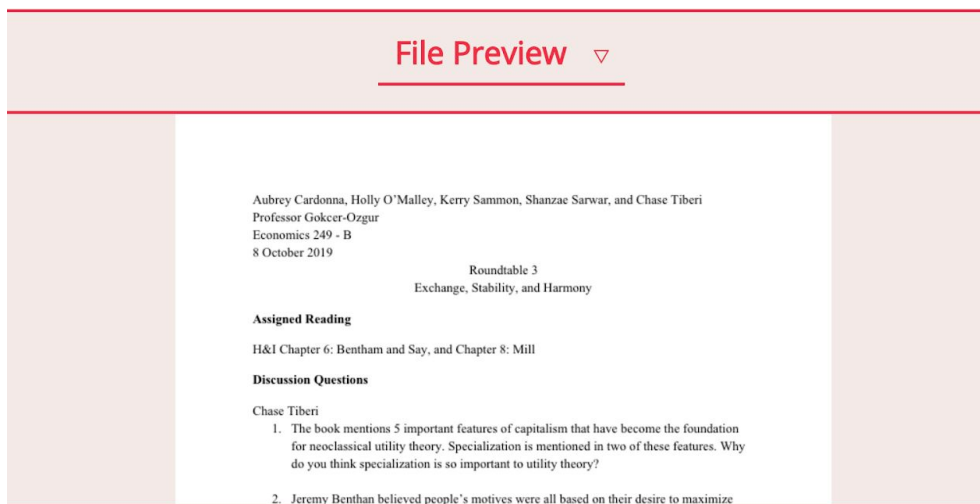 File Preview
Aubrey Cardonna, Holly O'Malley, Kerry Sammon, Shanzae Sarwar, and Chase Tiberi
Professor Gokcer-Ozgur
Economics 249 - B
8 October 2019
Roundtable 3
Exchange, Stability, and Harmony
Assigned Reading
H&I Chapter 6: Bentham and Say, and Chapter 8: Mill
Discussion Questions
Chase Tiberi
1. The book mentions 5 important features of capitalism that have become the foundation
for neoclassical utility theory. Specialization is mentioned in two of these features. Why
do you think specialization is so important to utility theory?
2. Jeremy Benthan believed people's motives were all based on their desire to maximize